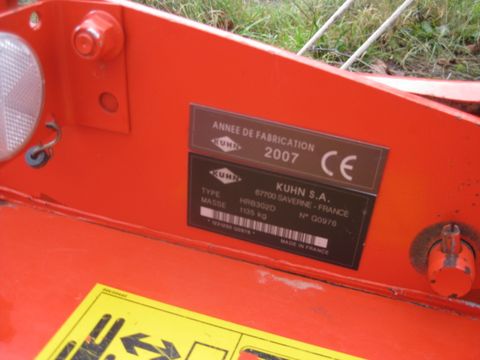 ANNEE DE FABRICATION
KUHN 2007 CE
KUHN KUHN S.A.
67700 SAVERNE - FRANCE
TYPE HRB302D N° G0976
MASSE 1135 kg
MADE IN FRANCE